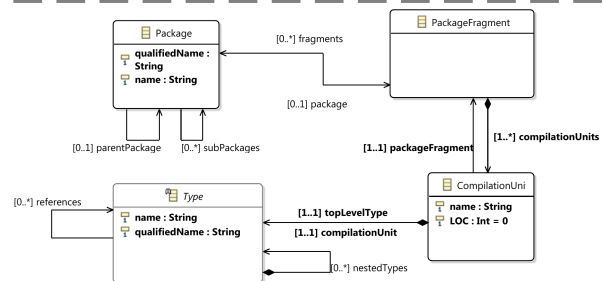 Package
qualifiedName :
String
name : String
[0..*] fragments
[0..1] package
PackageFragment
[0..1] parentPackage
[0..*] subPackages
[1..1] packageFragment
[1..*] compilationUnits
[0..*] references
Type
name : String
qualifiedName : String
[1..1] topLevelType
[1..1] compilationUnit
[0..*] nestedTypes
CompilationUni
name : String
LOC : Int = 0